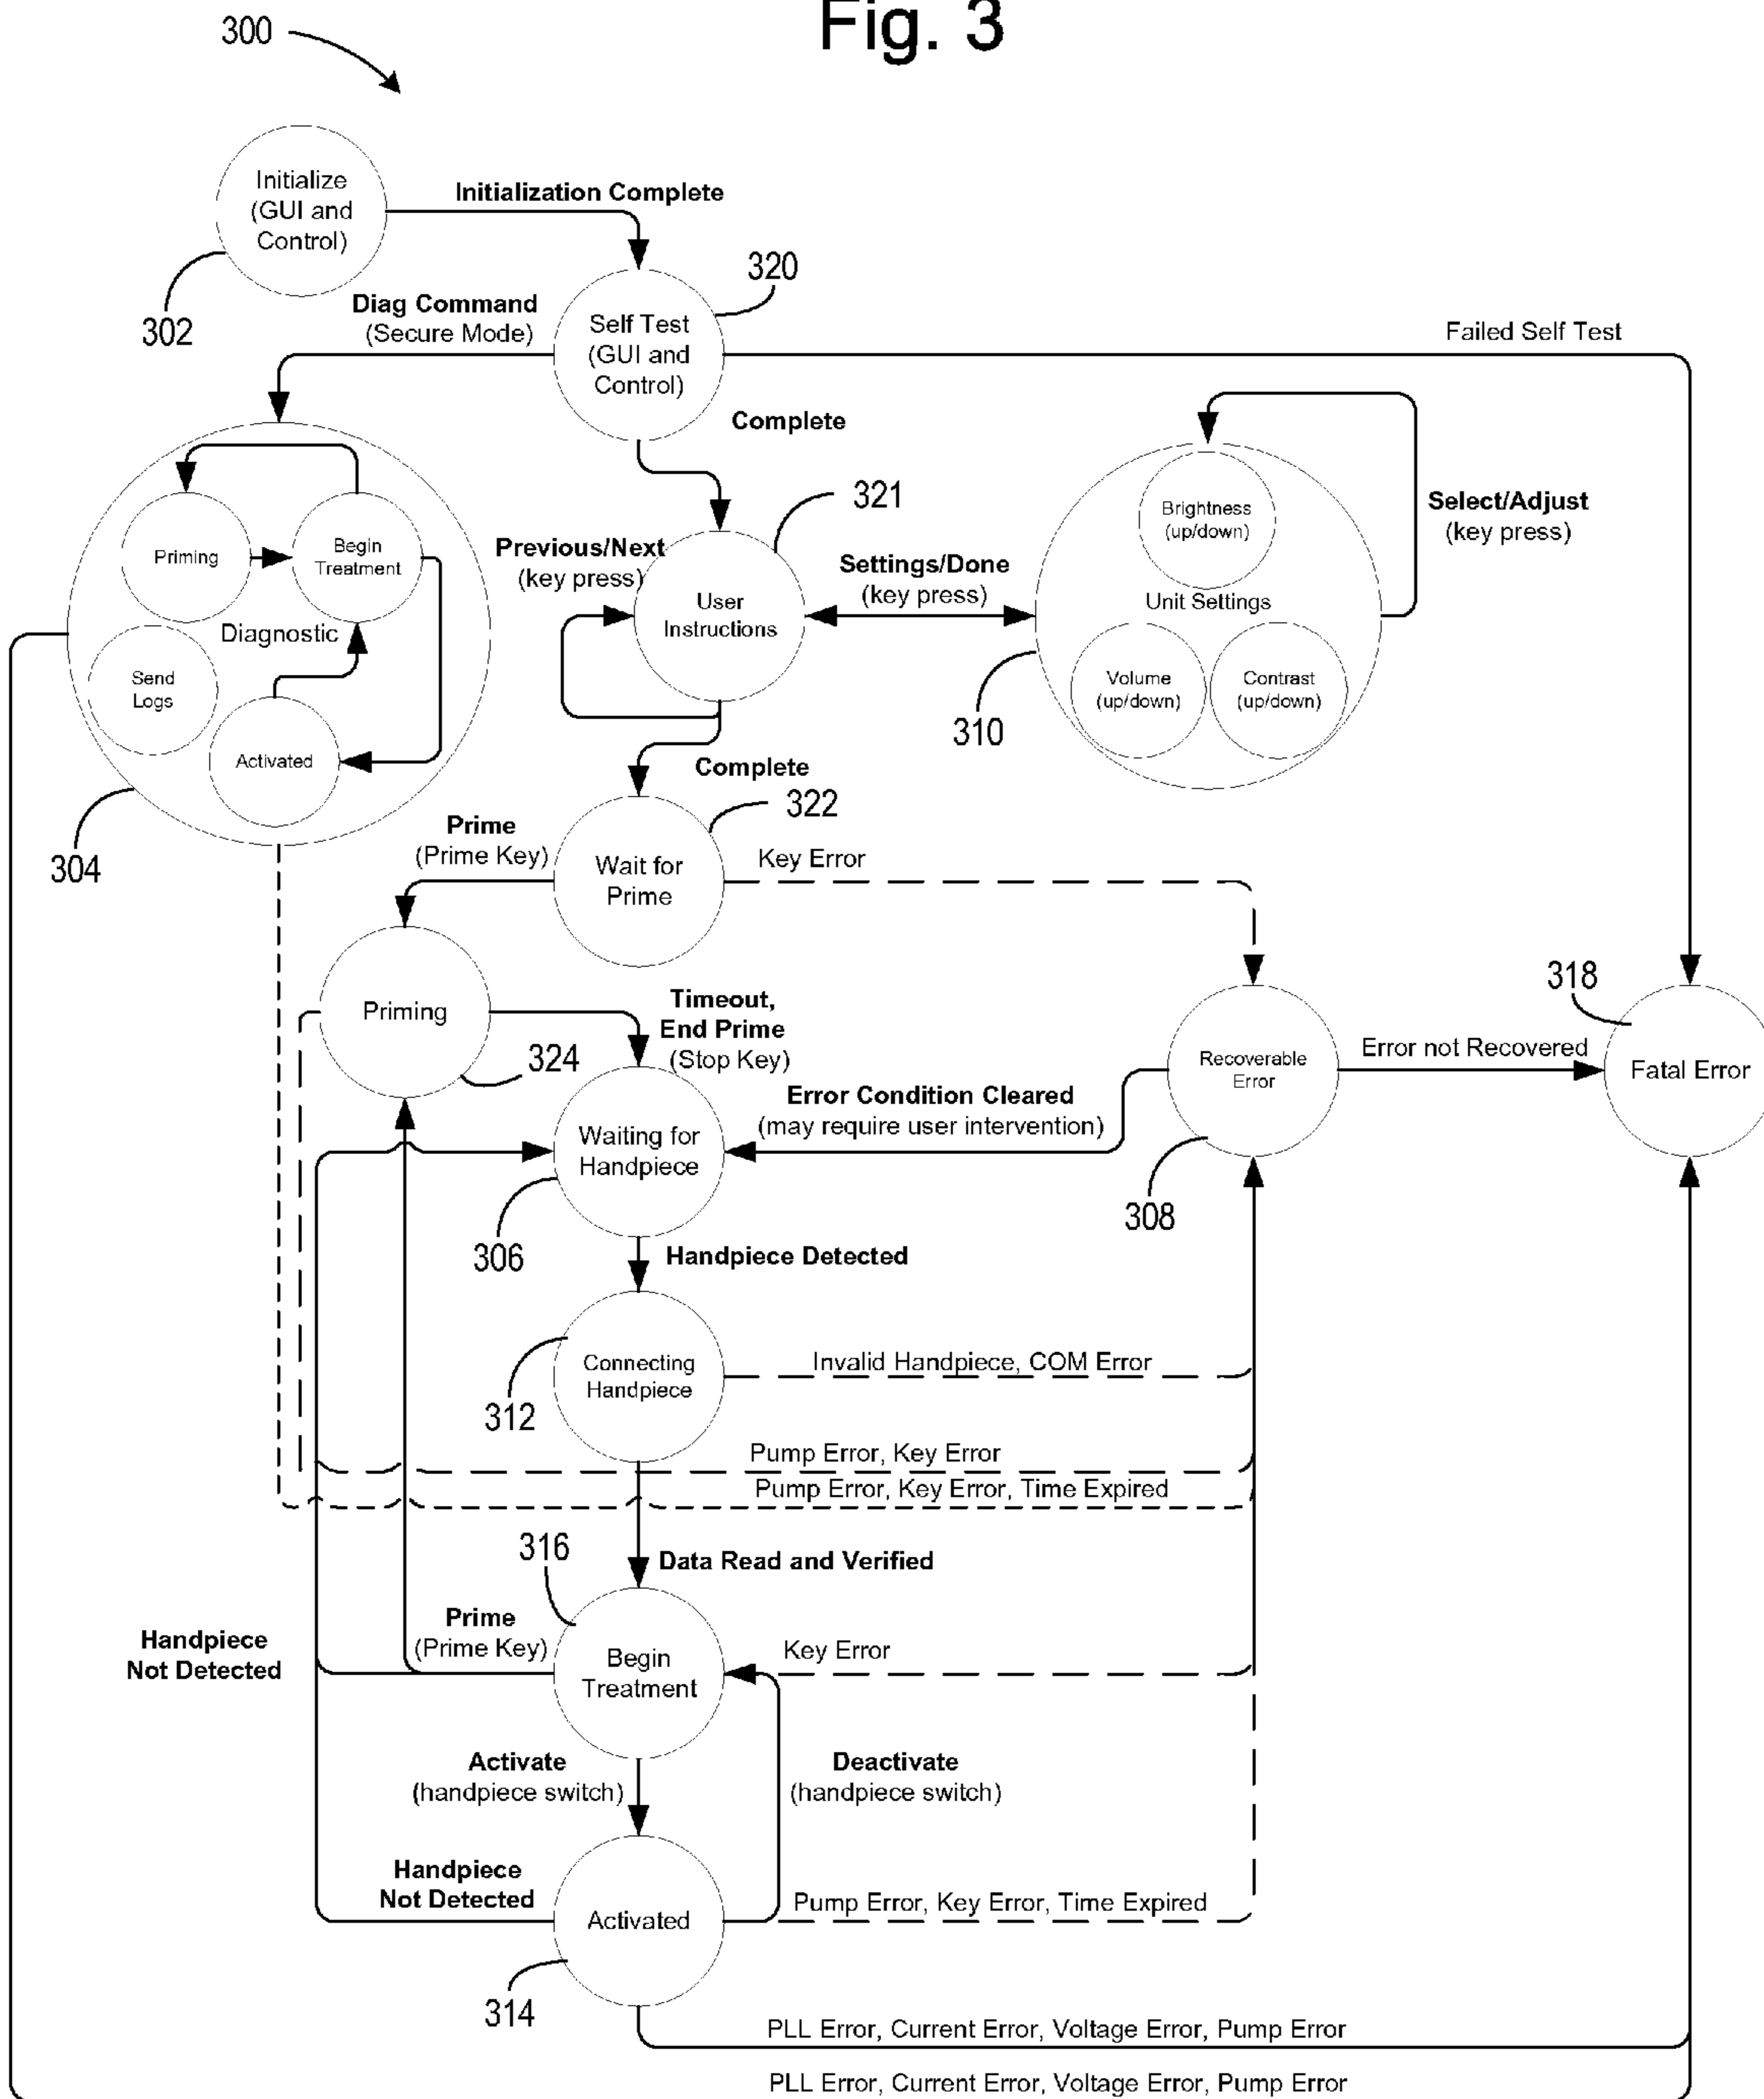 Fig. 3
300
Initialize
(GUI and
Control)
302
Initialization Complete
320
Self Test
(GUI and
Control)
Diag Command
(Secure Mode)
Failed Self Test
Complete
Priming
Begin
Treatment
Diagnostic
Send
Logs
Activated
304
321
Previous/Next
(key press)
User
Instructions
Settings/Done
(key press)
Brightness
(up/down)
Unit Settings
Volume
(up/down)
Contrast
(up/down)
310
Select/Adjust
(key press)
Complete
322
Prime
(Prime Key)
Wait for
Prime
Key Error
Priming
324
Timeout,
End Prime
(Stop Key)
Waiting for
Handpiece
306
Error Condition Cleared
(may require user intervention)
Recoverable
Error
308
Error not Recovered
318
Fatal Error
Handpiece Detected
Connecting
Handpiece
312
Invalid Handpiece, COM Error
Pump Error, Key Error
Pump Error, Key Error, Time Expired
316
Data Read and Verified
Handpiece
Not Detected
Prime
(Prime Key)
Begin
Treatment
Key Error
Activate
(handpiece switch)
Deactivate
(handpiece switch)
Handpiece
Not Detected
Activated
Pump Error, Key Error, Time Expired
314
PLL Error, Current Error, Voltage Error, Pump Error
PLL Error, Current Error, Voltage Error, Pump Error